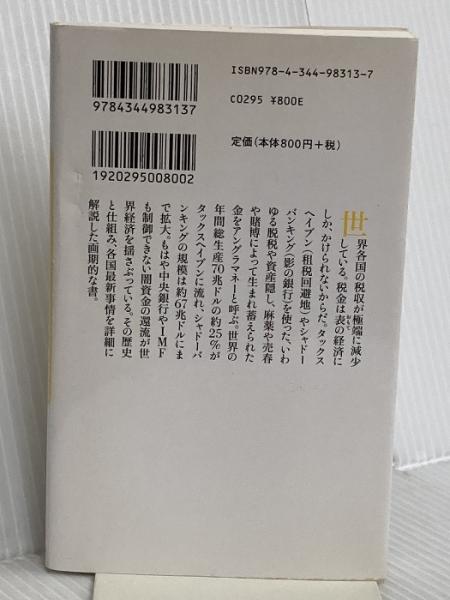 ISBN978-4-344-98313-7
C0295 ¥800E
定価(本体800円+税)
9784344983137
1920295008002
世界各国の税収が極端に減少
している。税金は表の経済に
しか、かけられないからだ。タックス
ヘイブン(租税回避地)やシャドー
バンキング(影の銀行)を使った、いわ
ゆる脱税や資産隠し、麻薬や売春
や賭博によって生まれ蓄えられた
金をアングラマネーと呼ぶ。世界の
年間総生産70兆ドルの約25%が
タックスヘイブンに流れ、シャドーバ
ンキングの規模は約67兆ドルにま
で拡大。もはや中央銀行やIMF
も制御できない闇資金の還流が世
界経済を揺さぶっている。その歴史
と仕組み、各国最新事情を詳細に
解説した画期的な書。